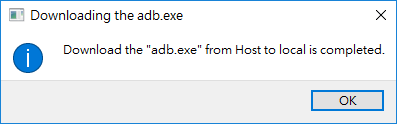 Downloading the adb.exe
Download the "adb.exe" from Host to local is completed.
OK